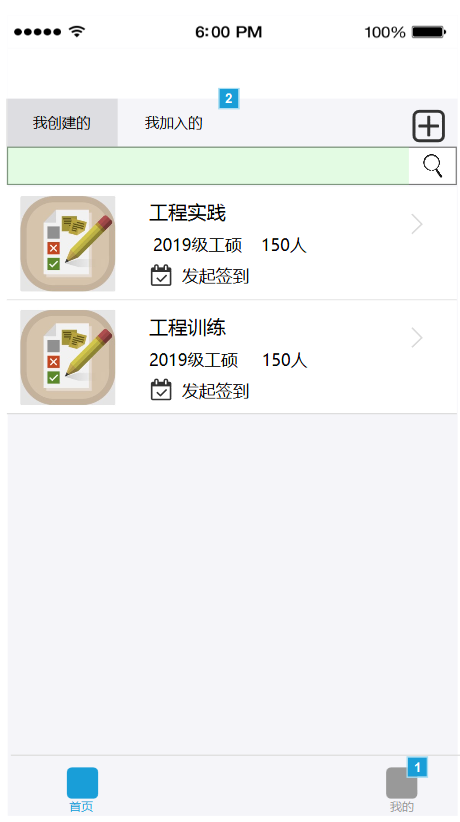 6:00 PM 100%
2
我创建的 我加入的
工程实践
2019级工硕 150人
发起签到
工程训练
2019级工硕 150人
发起签到
1
首页 我的